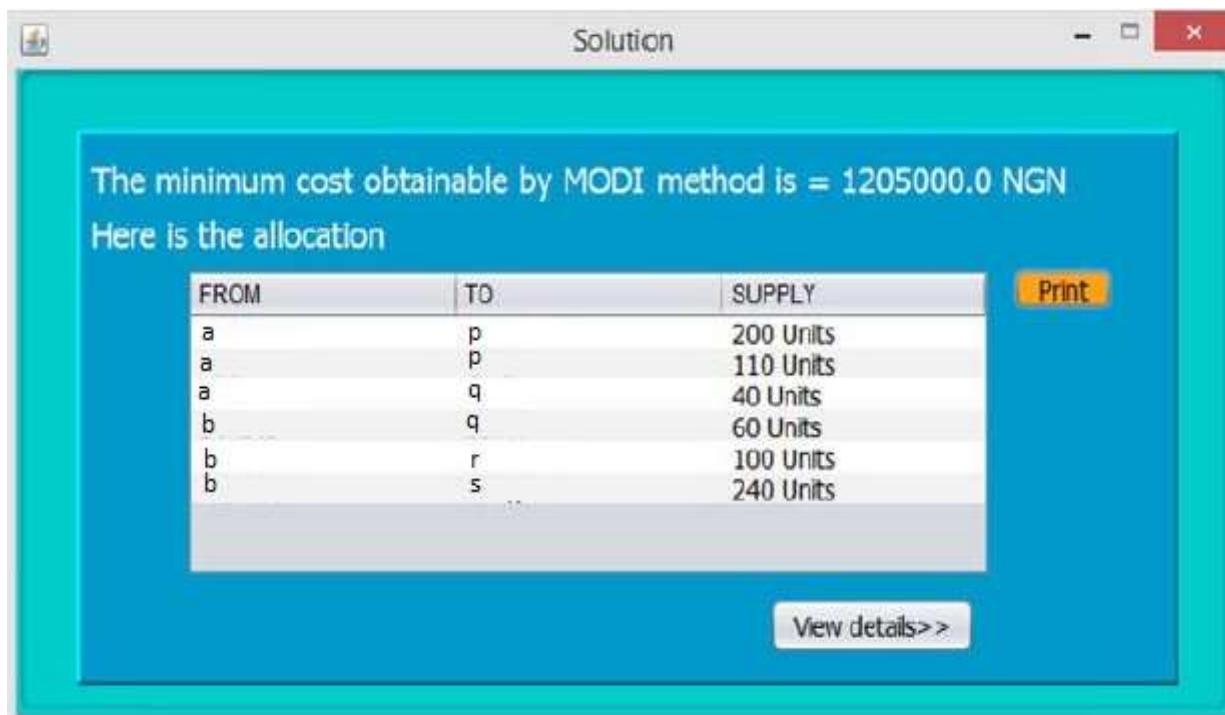 Solution
The minimum cost obtainable by MODI method is = 1205000.0 NGN
Here is the allocation
FROM TO SUPPLY
Print
a p 200 Units
a p 110 Units
a q 40 Units
b q 60 Units
b r 100 Units
b s 240 Units
View details>>